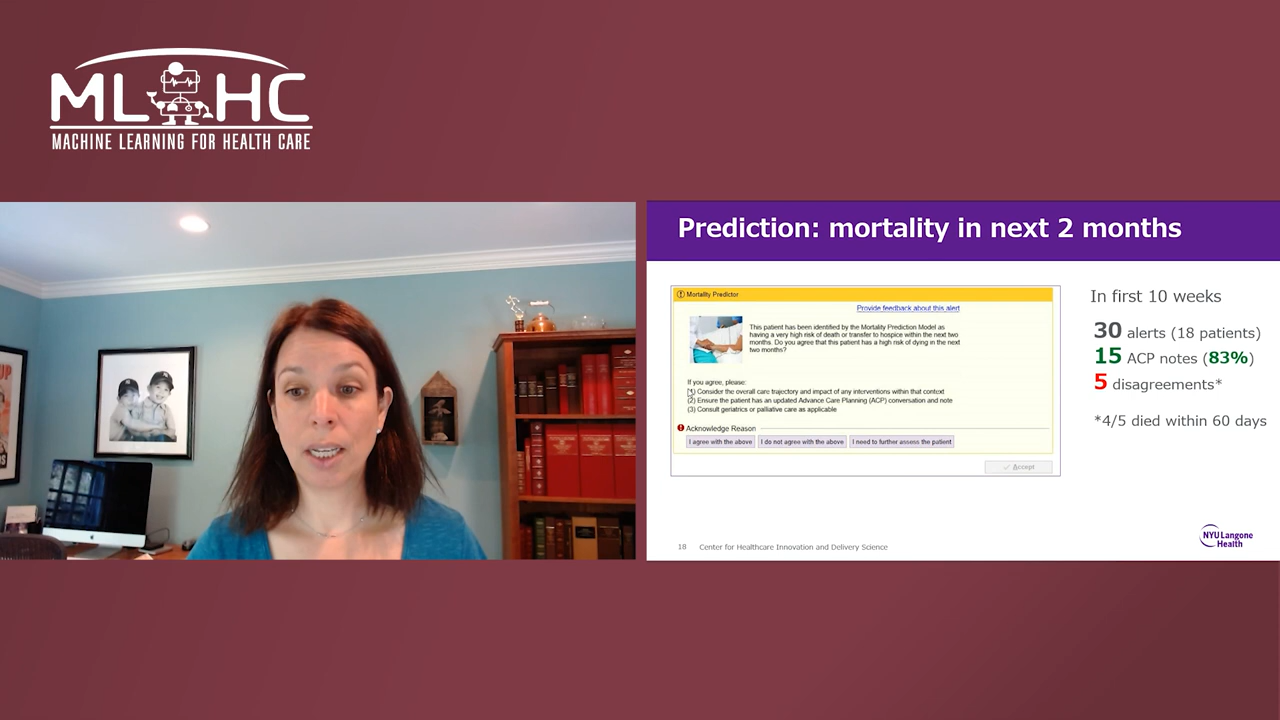 MLHC
MACHINE LEARNING FOR HEALTH CARE
UP
Prediction: mortality in next 2 months
Mortality Predictor
Provide feedback about this alert
This patient has been identified by the Mortality Prediction Model as
having a very high risk of death or transfer to hospice within the next two
months. Do you agree that this patient has a high risk of dying in the next
two months?
If you agree, please:
(1) Consider the overall care trajectory and impact of any interventions within that context
(2) Ensure the patient has an updated Advance Care Planning (ACP) conversation and note
(3) Consult geriatrics or palliative care as applicable
Acknowledge Reason
I agree with the above
I do not agree with the above
I need to further assess the patient
Accept
In first 10 weeks
30 alerts (18 patients)
15 ACP notes (83%)
5 disagreements*
*4/5 died within 60 days
18 Center for Healthcare Innovation and Delivery Science
NYU Langone
Health